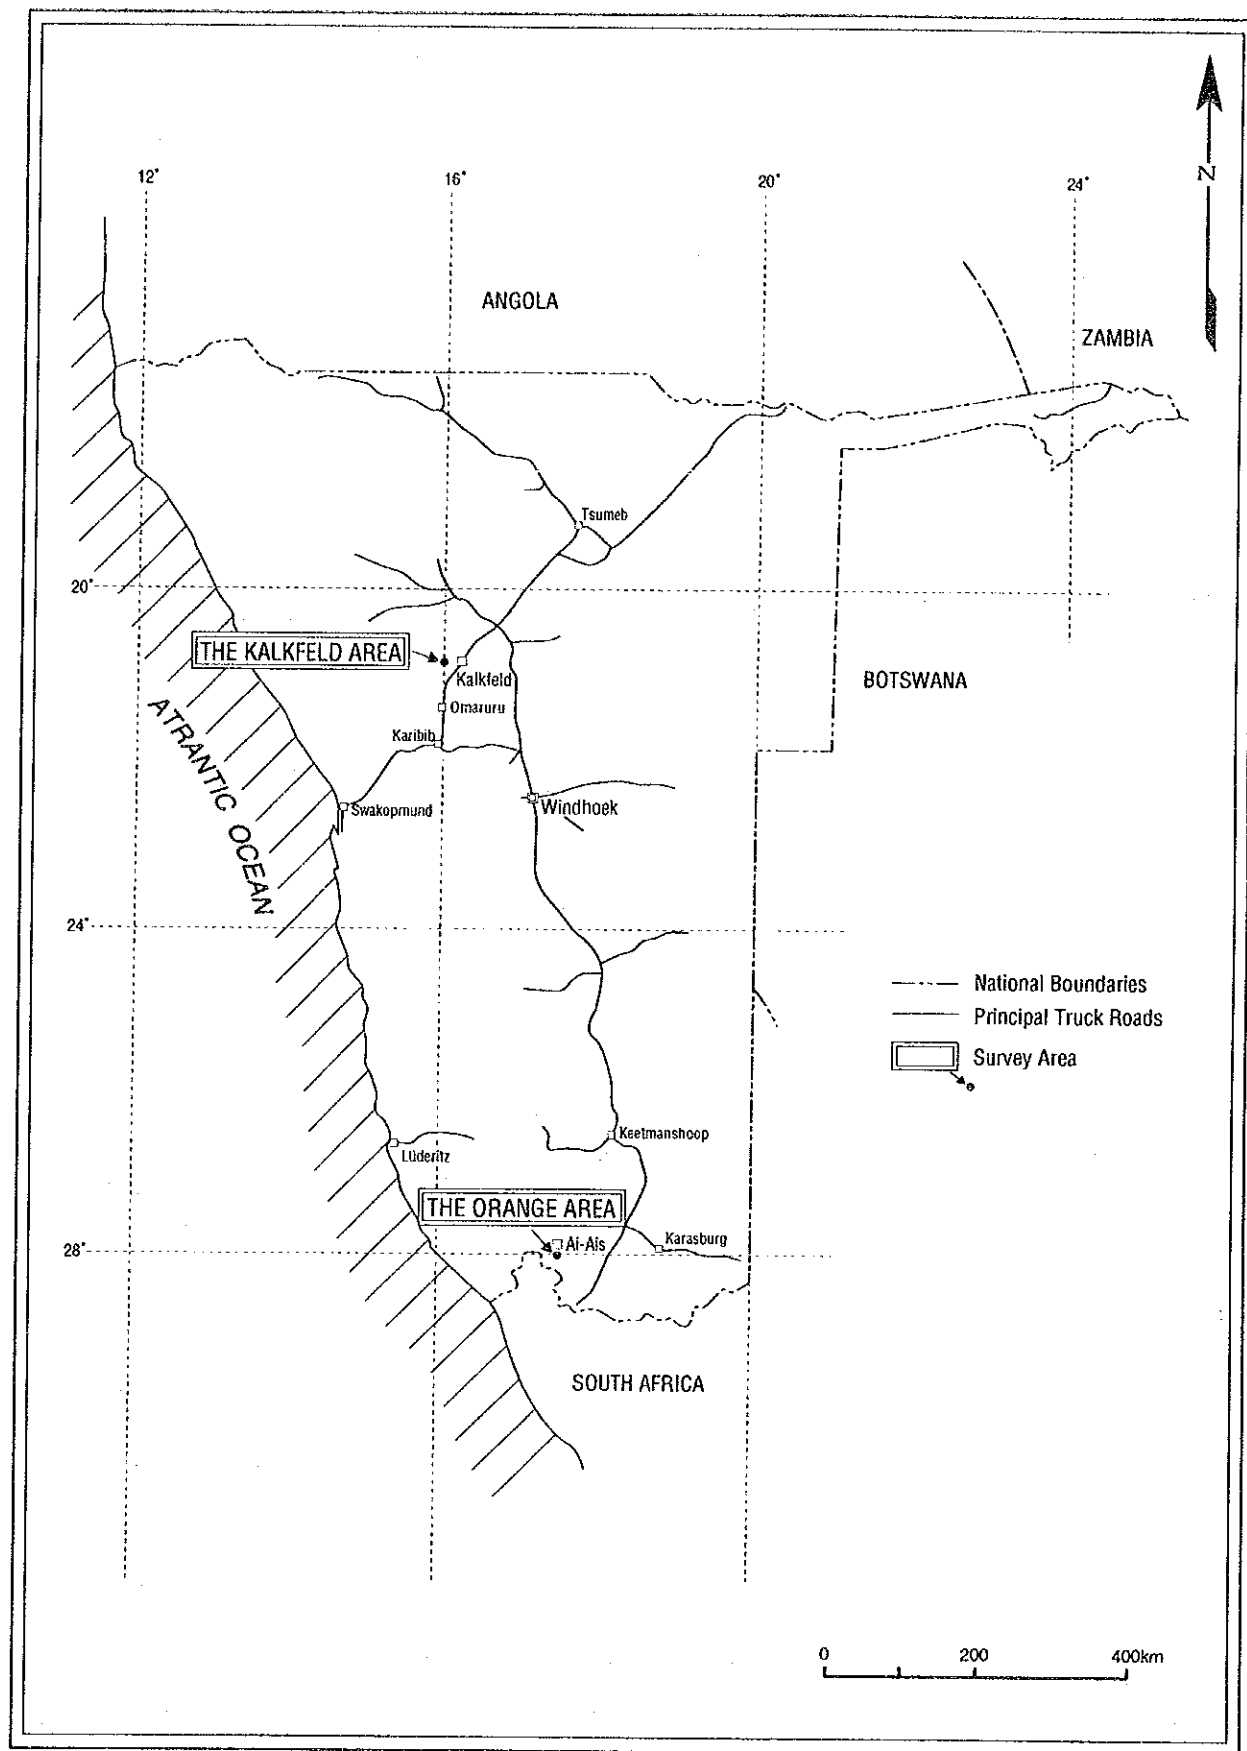 12°
16°
20°
24°
N
ANGOLA
ZAMBIA
Tsumeb
20°
THE KALKFELD AREA
Kalkfeld
BOTSWANA
Omaruru
Karibib
ATRANTIC OCEAN
Swakopmund
Windhoek
24°
National Boundaries
Principal Truck Roads
Survey Area
Keetmanshoop
Lüderitz
THE ORANGE AREA
28°
Ai-Ais
Karasburg
SOUTH AFRICA
0 200 400km